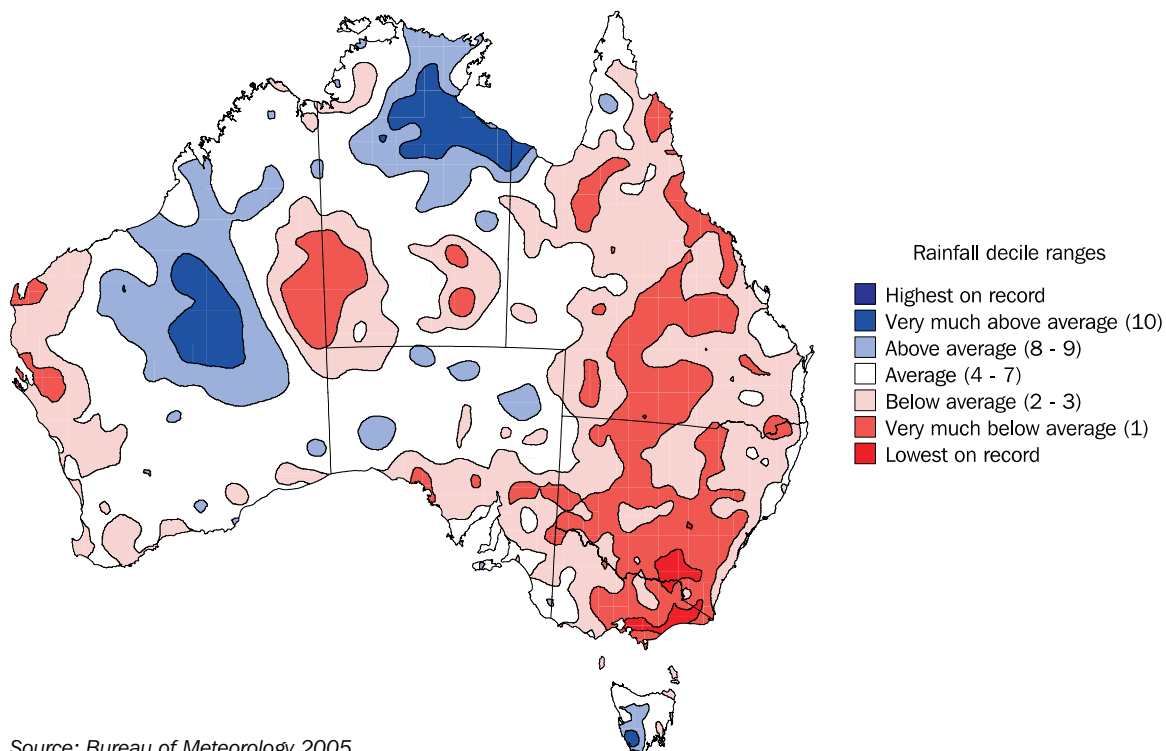 Rainfall decile ranges
Highest on record
Very much above average (10)
Above average (8 - 9)
Average (4 - 7)
Below average (2 - 3)
Very much below average (1)
Lowest on record
Source: Bureau of Meteorology 2005